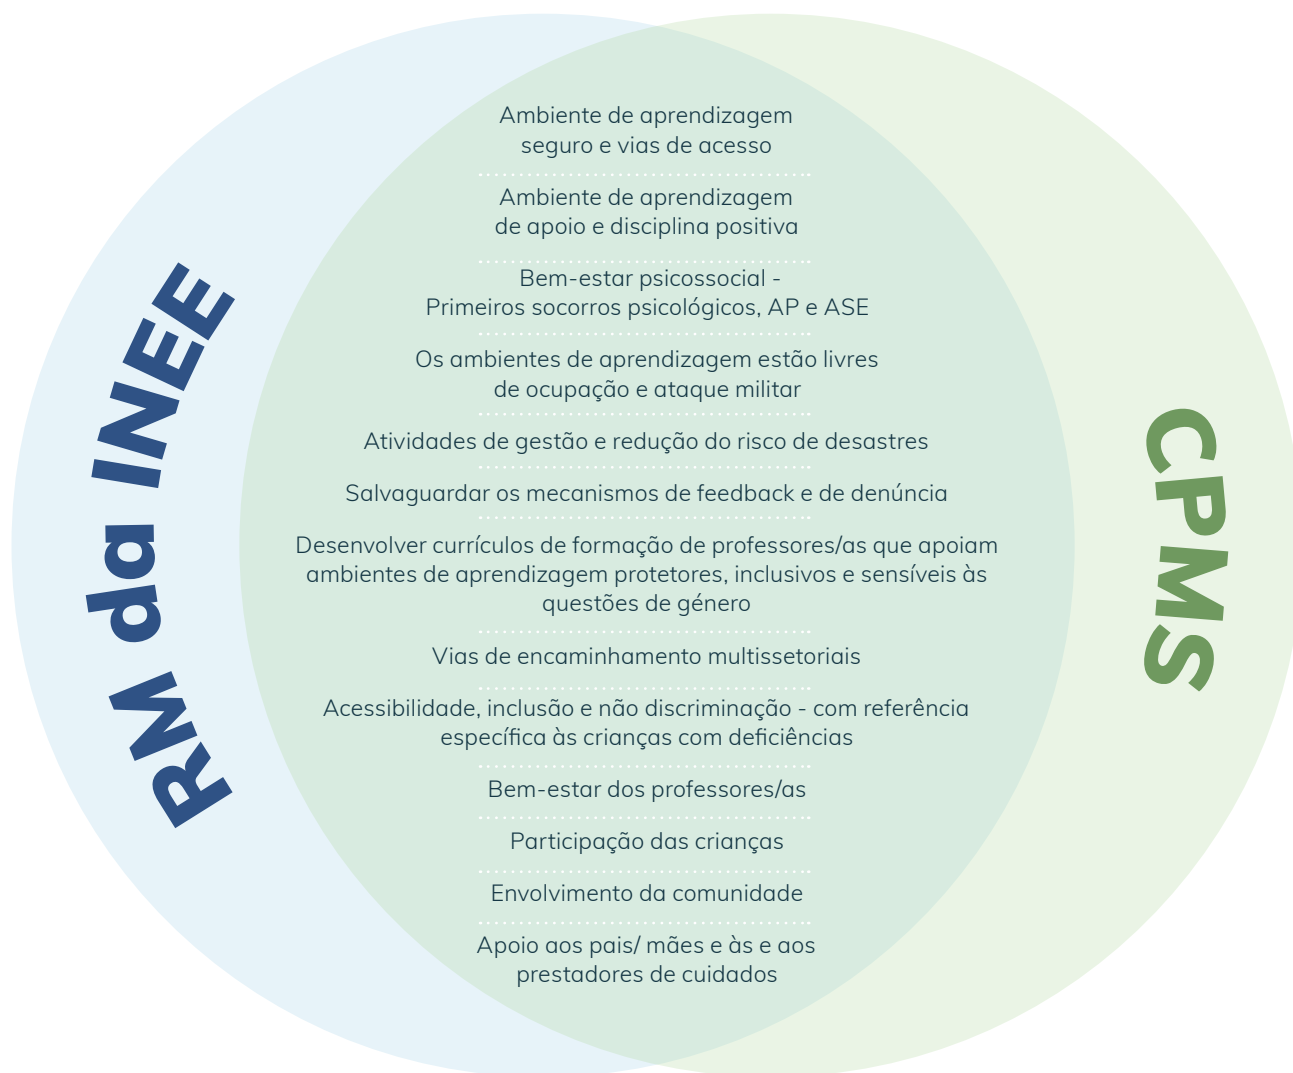 RM da INEE
Ambiente de aprendizagem
seguro e vias de acesso
Ambiente de aprendizagem
de apoio e disciplina positiva
Bem-estar psicossocial -
Primeiros socorros psicológicos, AP e ASE
Os ambientes de aprendizagem estão livres
de ocupação e ataque militar
Atividades de gestão e redução do risco de desastres
Salvaguardar os mecanismos de feedback e de denúncia
Desenvolver currículos de formação de professores/as que apoiam
ambientes de aprendizagem protetores, inclusivos e sensíveis às
questões de género
Vias de encaminhamento multissetoriais
Acessibilidade, inclusão e não discriminação - com referência
específica às crianças com deficiências
Bem-estar dos professores/as
Participação das crianças
Envolvimento da comunidade
Apoio aos pais/ mães e às e aos
prestadores de cuidados
CPMS